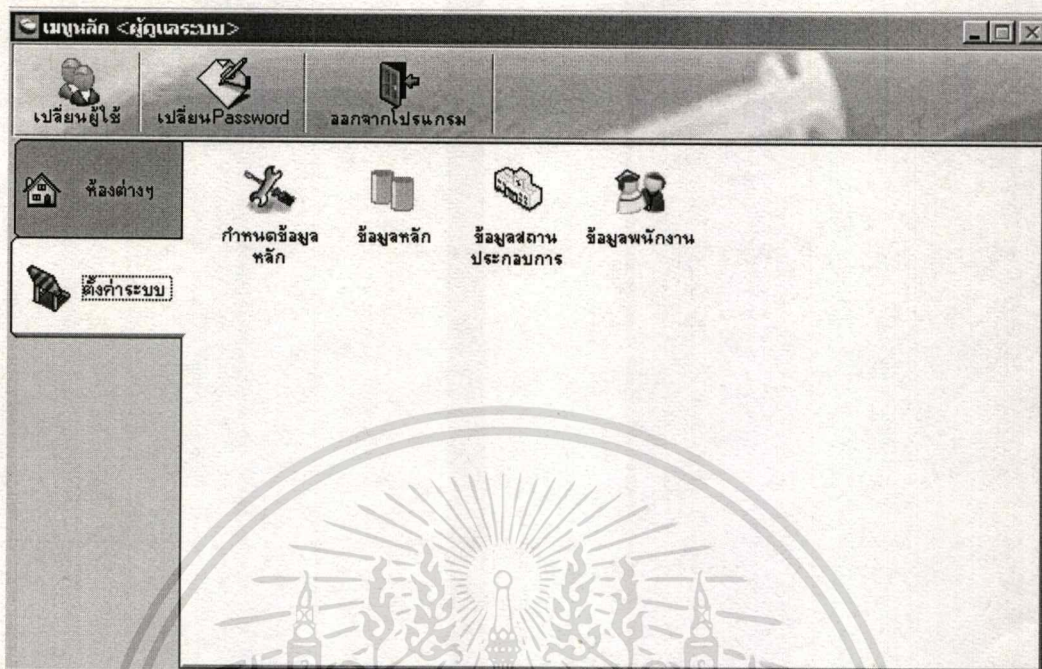 เมนูหลัก <ผู้ดูแลระบบ>
เปลี่ยนผู้ใช้
เปลี่ยนPassword
ออกจากโปรแกรม
ห้องต่างๆ
ตั้งค่าระบบ
กำหนดข้อมูล
หลัก
ข้อมูลหลัก
ข้อมูลสถาน
ประกอบการ
ข้อมูลพนักงาน